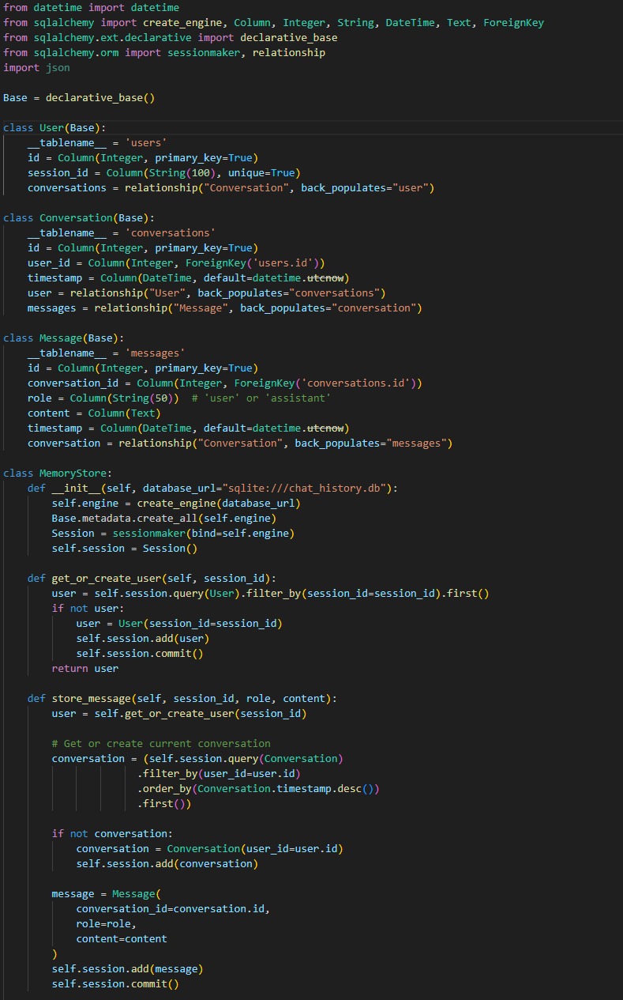 from datetime import datetime
from sqlalchemy import create_engine, Column, Integer, String, DateTime, Text, ForeignKey
from sqlalchemy.ext.declarative import declarative_base
from sqlalchemy.orm import sessionmaker, relationship
import json

Base = declarative_base()

class User(Base):
    __tablename__ = 'users'
    id = Column(Integer, primary_key=True)
    session_id = Column(String(100), unique=True)
    conversations = relationship("Conversation", back_populates="user")

class Conversation(Base):
    __tablename__ = 'conversations'
    id = Column(Integer, primary_key=True)
    user_id = Column(Integer, ForeignKey('users.id'))
    timestamp = Column(DateTime, default=datetime.utcnow)
    user = relationship("User", back_populates="conversations")
    messages = relationship("Message", back_populates="conversation")

class Message(Base):
    __tablename__ = 'messages'
    id = Column(Integer, primary_key=True)
    conversation_id = Column(Integer, ForeignKey('conversations.id'))
    role = Column(String(50))  # 'user' or 'assistant'
    content = Column(Text)
    timestamp = Column(DateTime, default=datetime.utcnow)
    conversation = relationship("Conversation", back_populates="messages")

class MemoryStore:
    def __init__(self, database_url="sqlite:///chat_history.db"):
        self.engine = create_engine(database_url)
        Base.metadata.create_all(self.engine)
        Session = sessionmaker(bind=self.engine)
        self.session = Session()

    def get_or_create_user(self, session_id):
        user = self.session.query(User).filter_by(session_id=session_id).first()
        if not user:
            user = User(session_id=session_id)
            self.session.add(user)
            self.session.commit()
        return user

    def store_message(self, session_id, role, content):
        user = self.get_or_create_user(session_id)

        # Get or create current conversation
        conversation = (self.session.query(Conversation)
                      .filter_by(user_id=user.id)
                      .order_by(Conversation.timestamp.desc())
                      .first())

        if not conversation:
            conversation = Conversation(user_id=user.id)
            self.session.add(conversation)

        message = Message(
            conversation_id=conversation.id,
            role=role,
            content=content
        )
        self.session.add(message)
        self.session.commit()